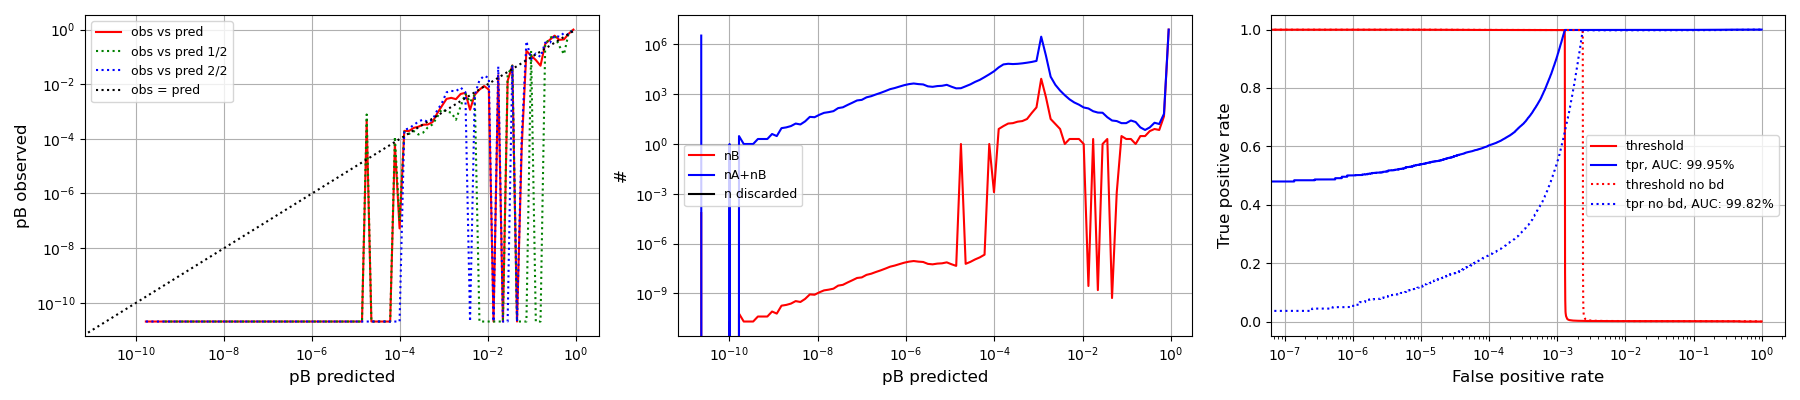 10^0
10^-2
10^-4
10^-6
10^-8
10^-10
pB observed
obs vs pred
obs vs pred 1/2
obs vs pred 2/2
obs = pred
10^-10 10^-8 10^-6 10^-4 10^-2 10^0
pB predicted
10^6
10^3
10^0
10^-3
10^-6
10^-9
#
nB
nA+nB
n discarded
10^-10 10^-8 10^-6 10^-4 10^-2 10^0
pB predicted
1.0
0.8
0.6
0.4
0.2
0.0
True positive rate
threshold
tpr, AUC: 99.95%
threshold no bd
tpr no bd, AUC: 99.82%
10^-7 10^-6 10^-5 10^-4 10^-3 10^-2 10^-1 10^0
False positive rate